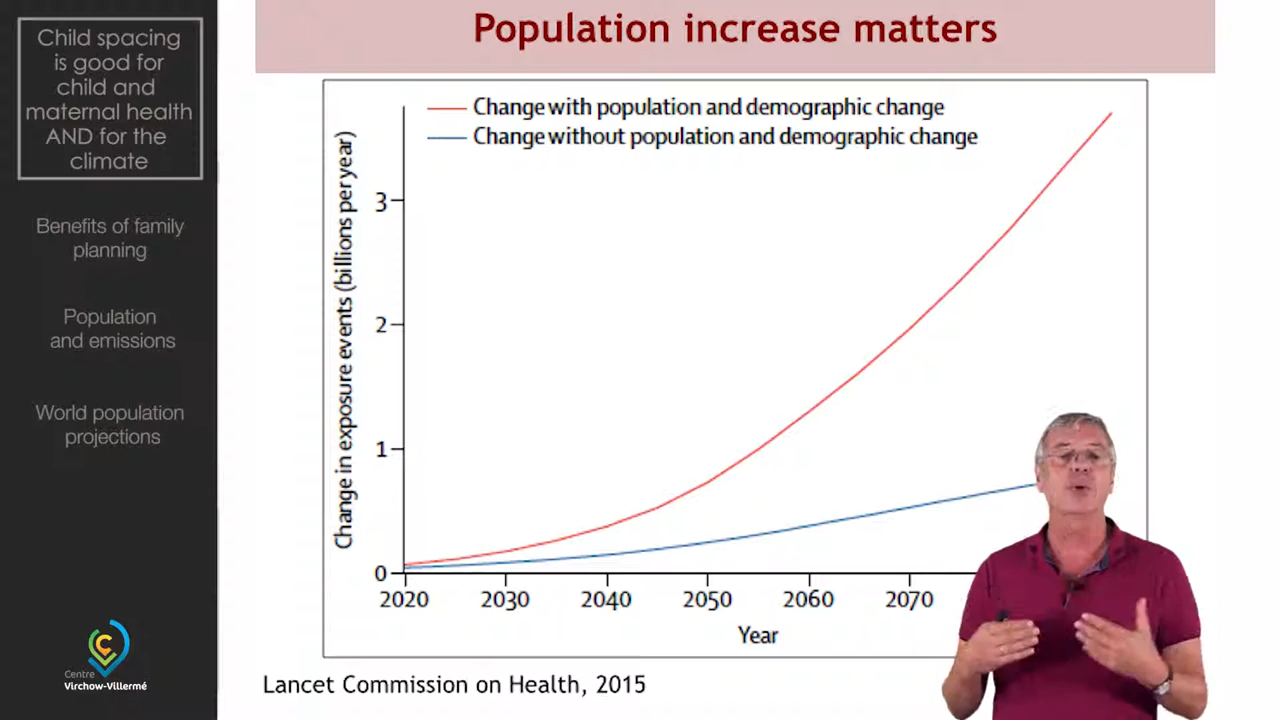 Child spacing
is good for
child and
maternal health
AND for the
climate
Benefits of family
planning
Population
and emissions
World population
projections
Centre
Virchow-Villermé
Population increase matters
Change with population and demographic change
Change without population and demographic change
Change in exposure events (billions per year)
3
2
1
0
2020 2030 2040 2050 2060 2070
Year
Lancet Commission on Health, 2015